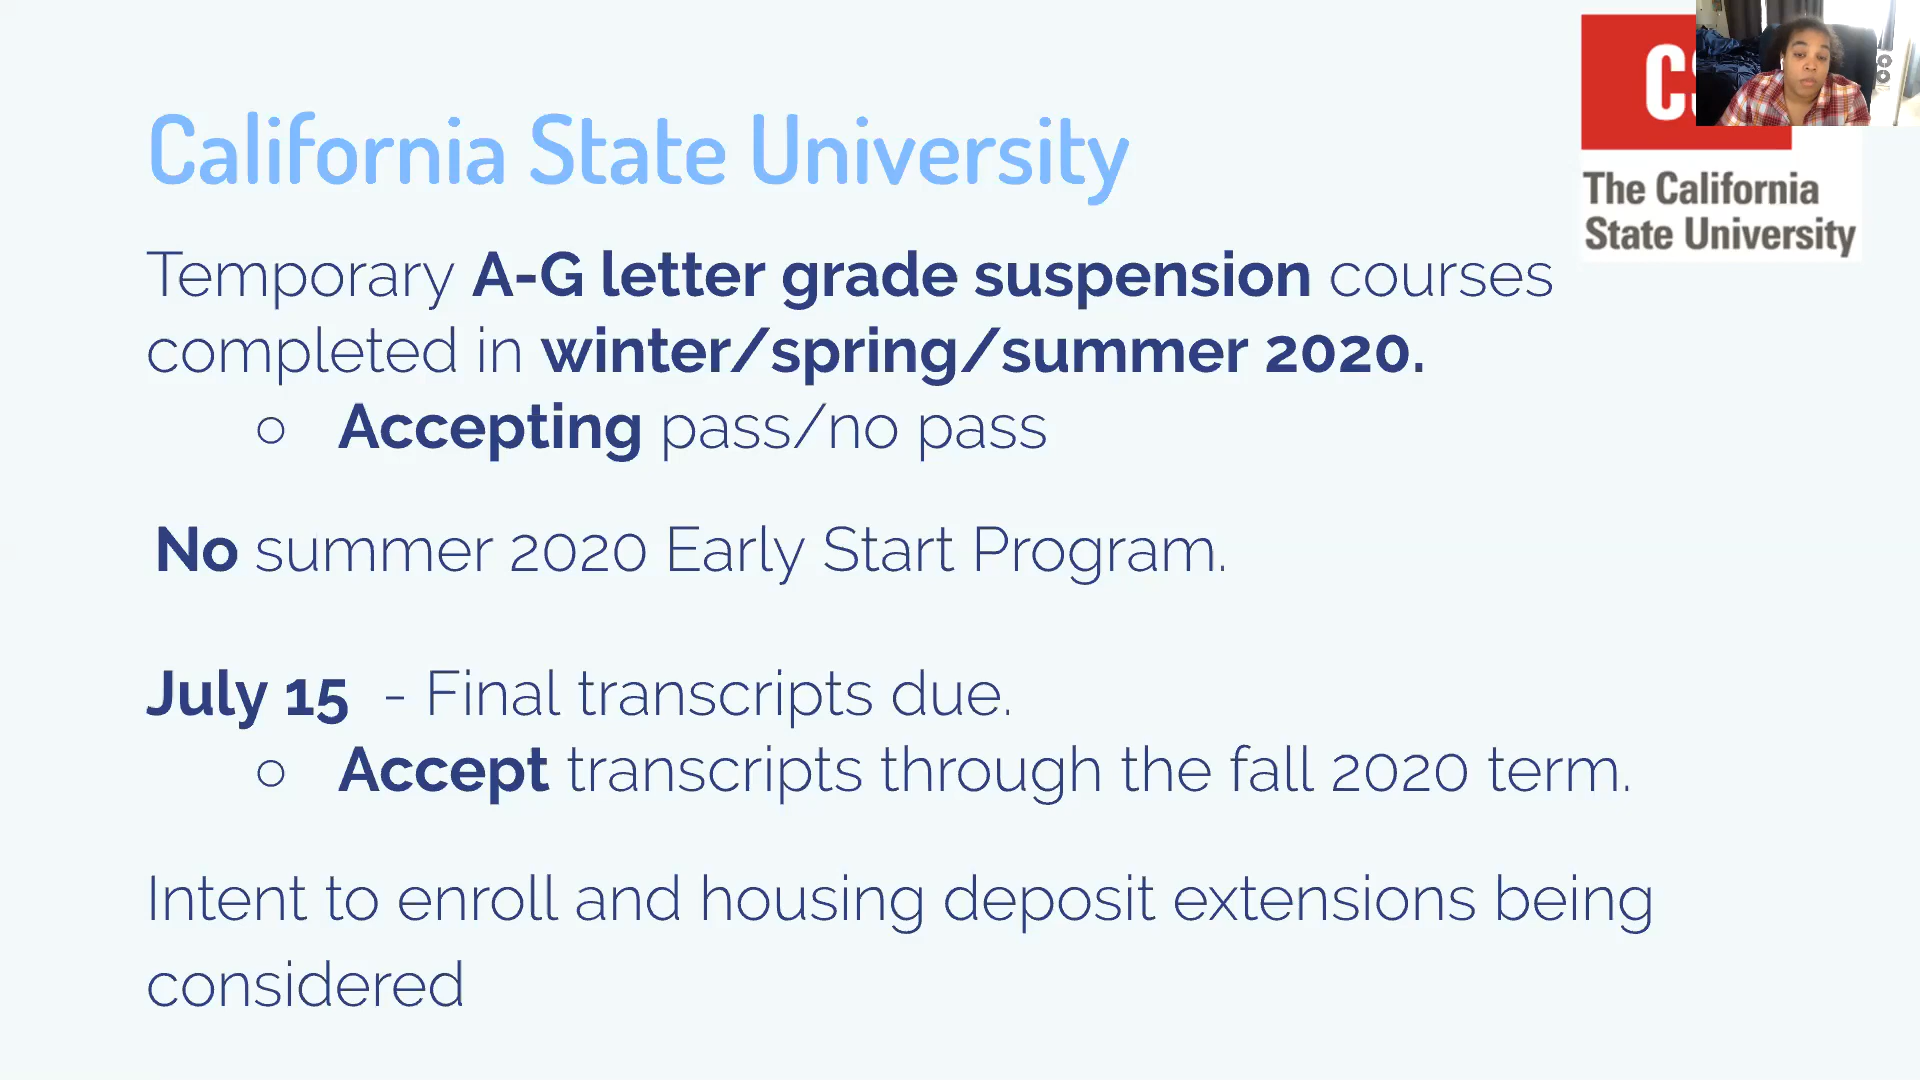 California State University
CS
The California
State University
Temporary A-G letter grade suspension courses
completed in winter/spring/summer 2020.
○ Accepting pass/no pass
No summer 2020 Early Start Program.
July 15 - Final transcripts due.
○ Accept transcripts through the fall 2020 term.
Intent to enroll and housing deposit extensions being
considered